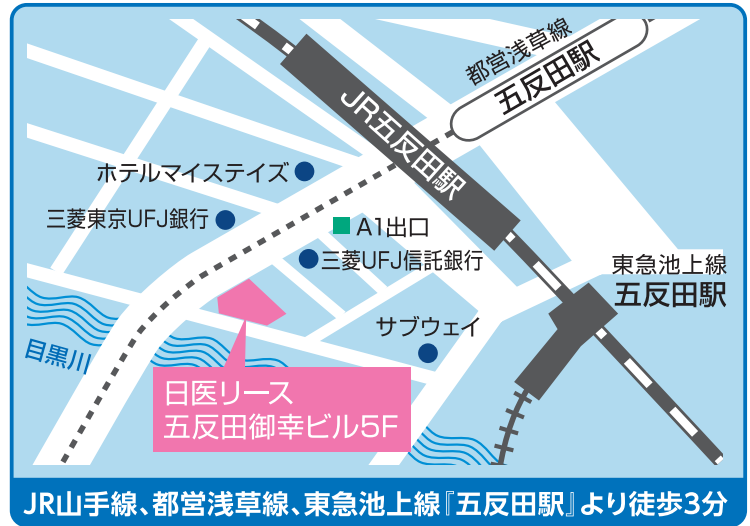 都営浅草線
五反田駅
JR五反田駅
ホテルマイステイズ
三菱東京UFJ銀行
A1出口
三菱UFJ信託銀行
東急池上線
五反田駅
サブウェイ
目黒川
日医リース
五反田御幸ビル5F
JR山手線、都営浅草線、東急池上線『五反田駅』より徒歩3分